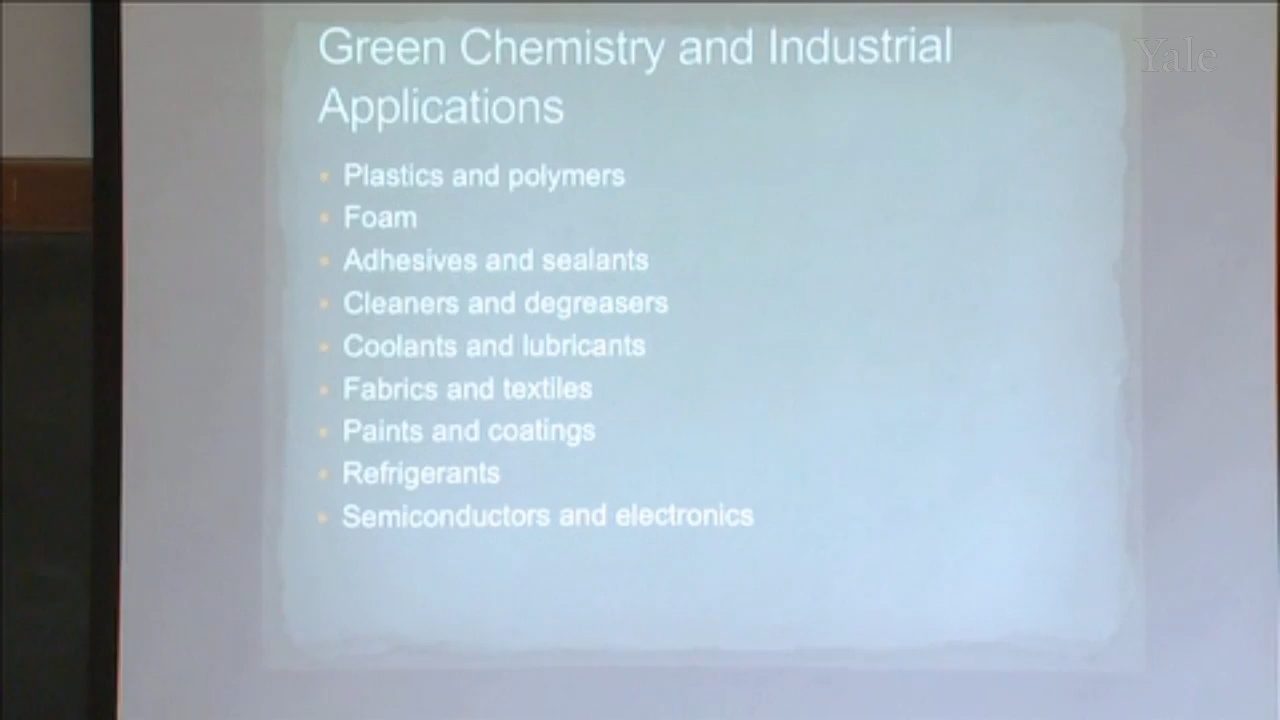 Green Chemistry and Industrial
Applications
Yale
• Plastics and polymers
• Foam
• Adhesives and sealants
• Cleaners and degreasers
• Coolants and lubricants
• Fabrics and textiles
• Paints and coatings
• Refrigerants
• Semiconductors and electronics